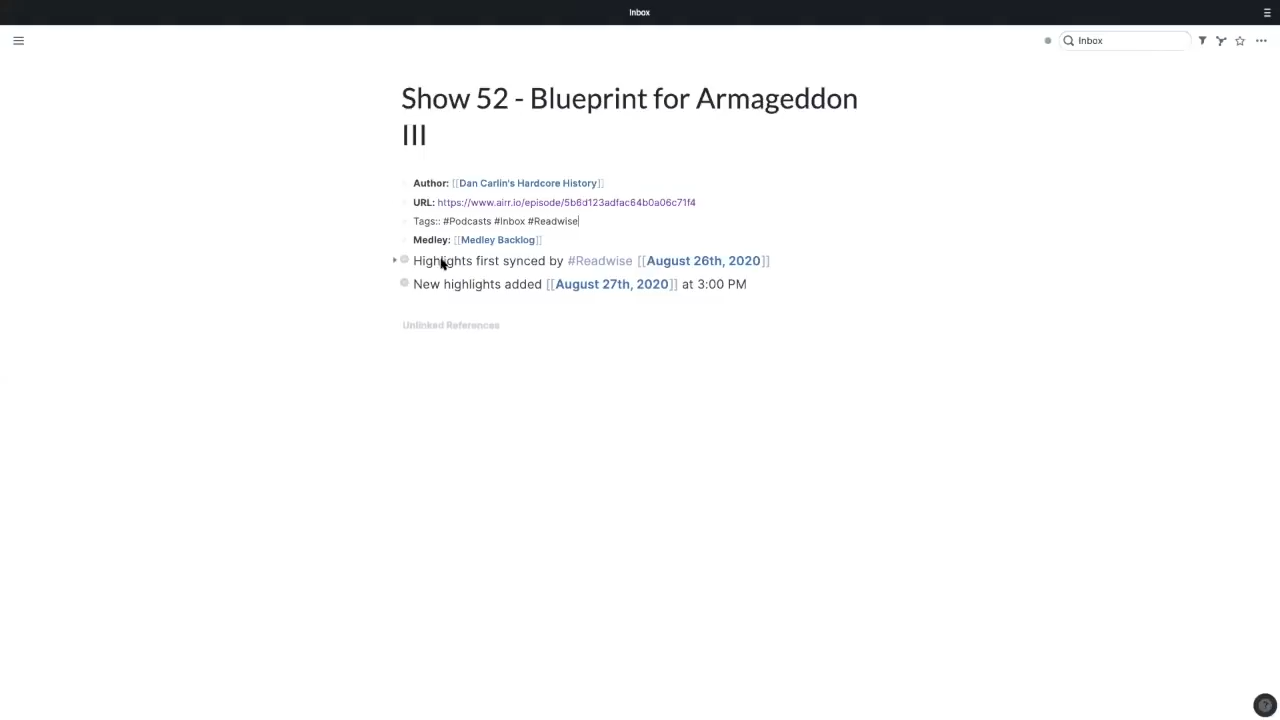 Inbox
Inbox
Show 52 - Blueprint for Armageddon
III
Author: [[Dan Carlin's Hardcore History]]
URL: https://www.airr.io/episode/5b6d123adfac64b0a06c71f4
Tags:: #Podcasts #Inbox #Readwise
Medley: [[Medley Backlog]]
Highlights first synced by #Readwise [[August 26th, 2020]]
New highlights added [[August 27th, 2020]] at 3:00 PM
Unlinked References
?